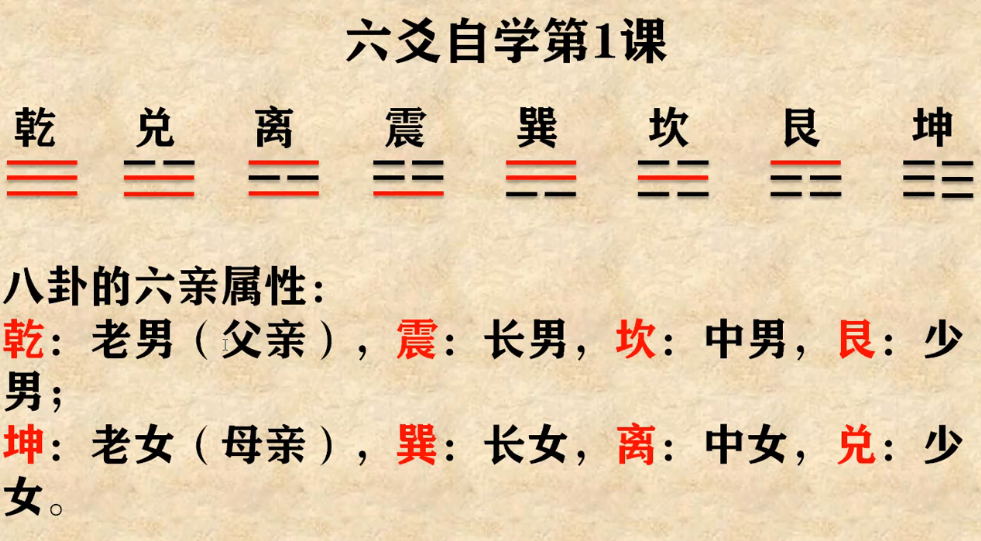 六爻自学第1课
乾 兑 离 震 巽 坎 艮 坤
八卦的六亲属性：
乾：老男（父亲），震：长男，坎：中男，艮：少
男；
坤：老女（母亲），巽：长女，离：中女，兑：少
女。